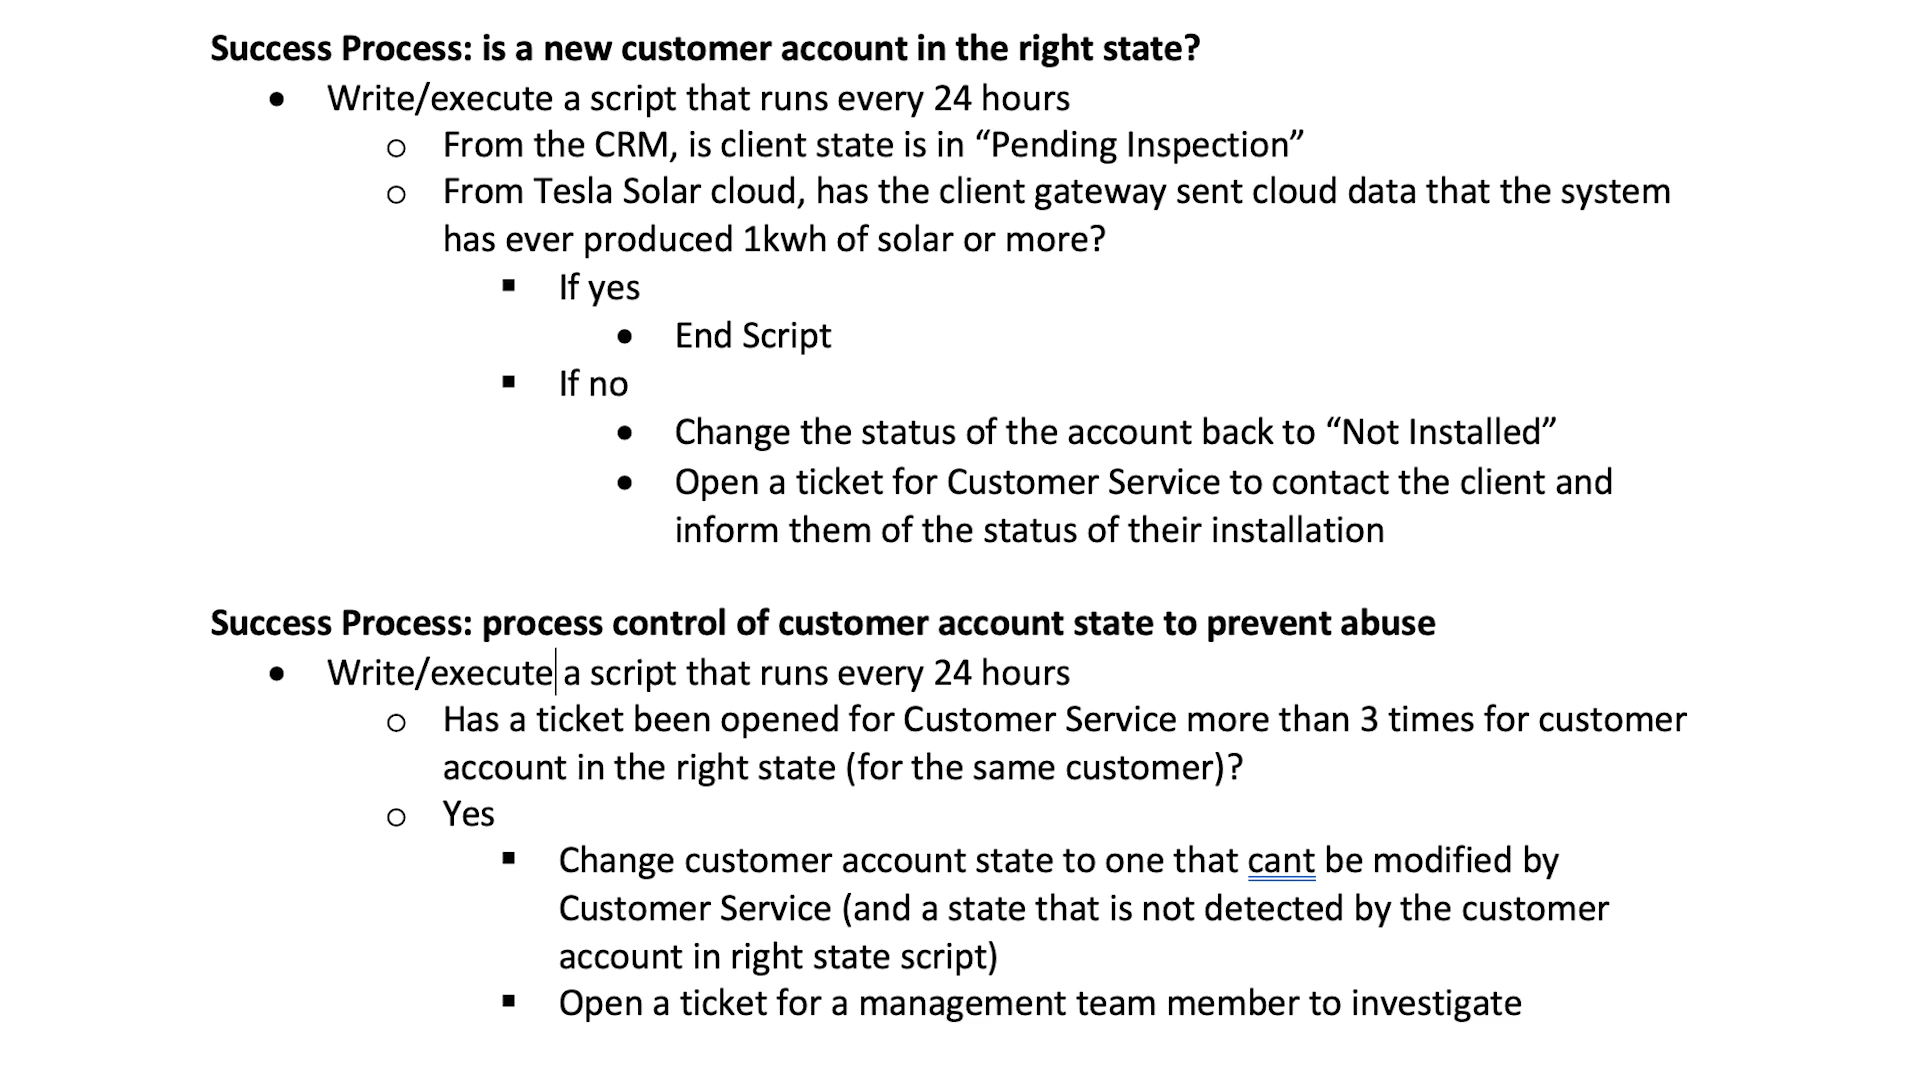 Success Process: is a new customer account in the right state?
• Write/execute a script that runs every 24 hours
o From the CRM, is client state is in “Pending Inspection”
o From Tesla Solar cloud, has the client gateway sent cloud data that the system
has ever produced 1kwh of solar or more?
▪ If yes
• End Script
▪ If no
• Change the status of the account back to “Not Installed”
• Open a ticket for Customer Service to contact the client and
inform them of the status of their installation
Success Process: process control of customer account state to prevent abuse
• Write/execute a script that runs every 24 hours
o Has a ticket been opened for Customer Service more than 3 times for customer
account in the right state (for the same customer)?
o Yes
▪ Change customer account state to one that cant be modified by
Customer Service (and a state that is not detected by the customer
account in right state script)
▪ Open a ticket for a management team member to investigate